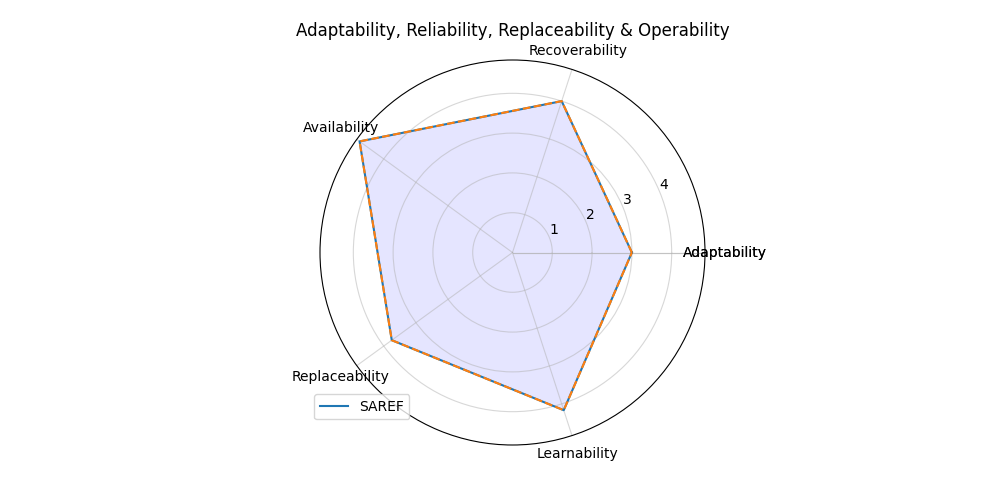 Adaptability, Reliability, Replaceability & Operability
Recoverability
Availability
4
3
2
1
Adaptability
Replaceability
SAREF
Learnability